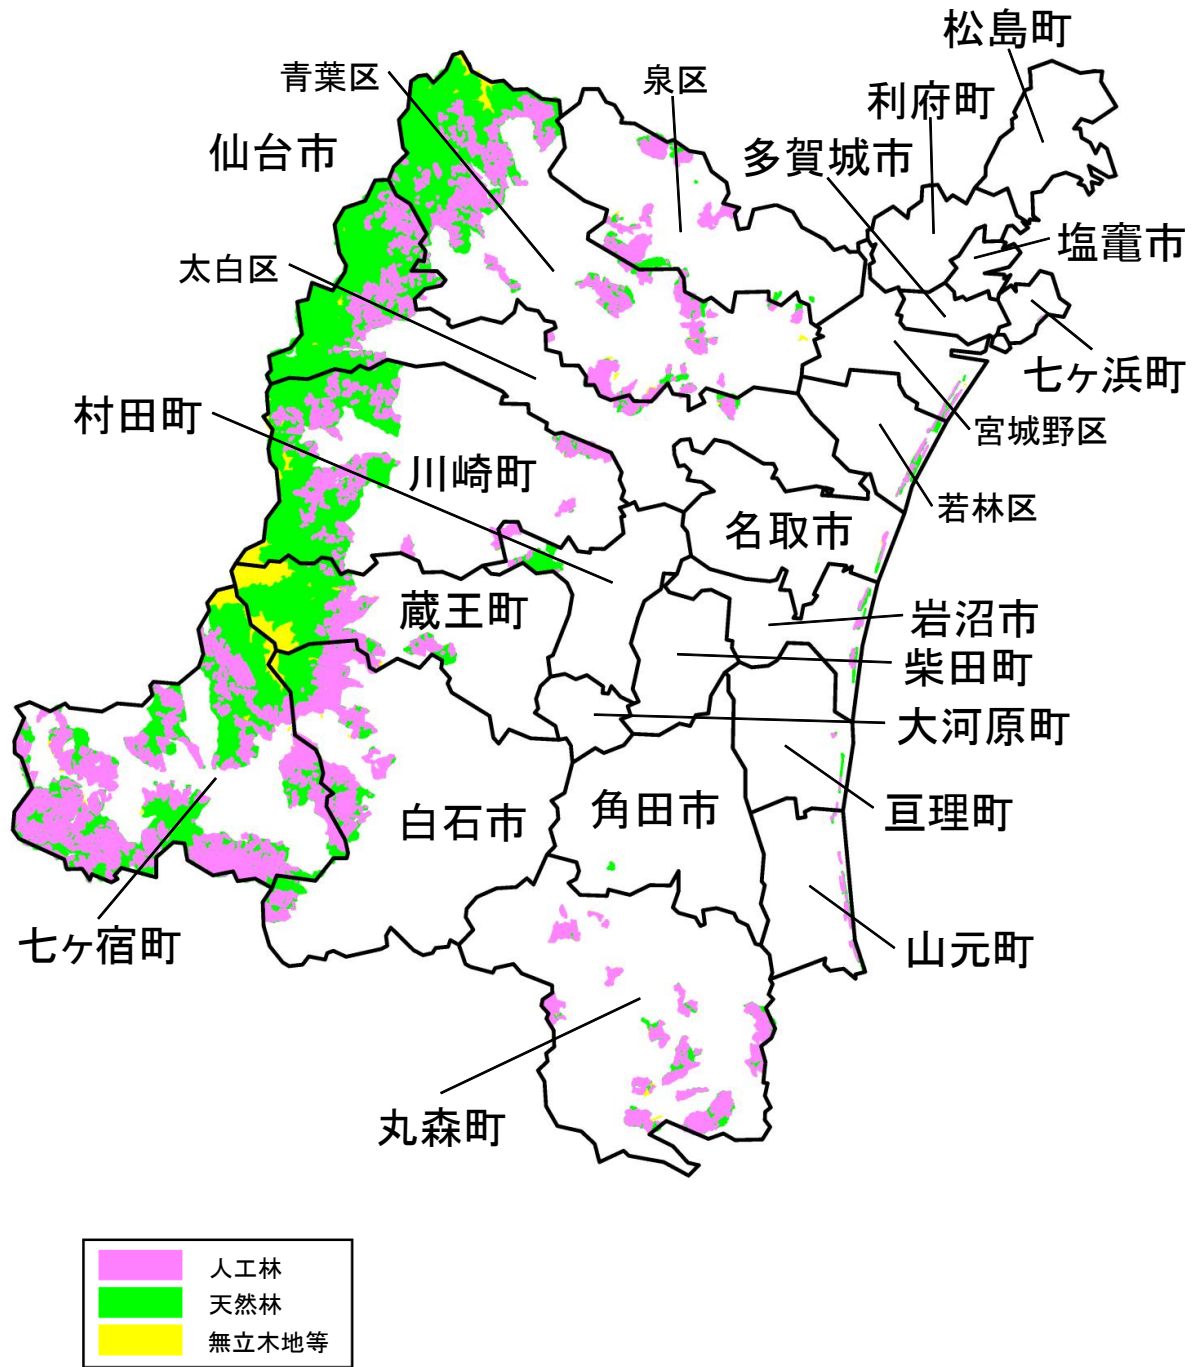 松島町
青葉区
泉区
利府町
仙台市
多賀城市
塩竈市
太白区
七ヶ浜町
村田町
宮城野区
川崎町
若林区
名取市
蔵王町
岩沼市
柴田町
大河原町
白石市
角田市
亘理町
七ヶ宿町
山元町
丸森町
人工林
天然林
無立木地等